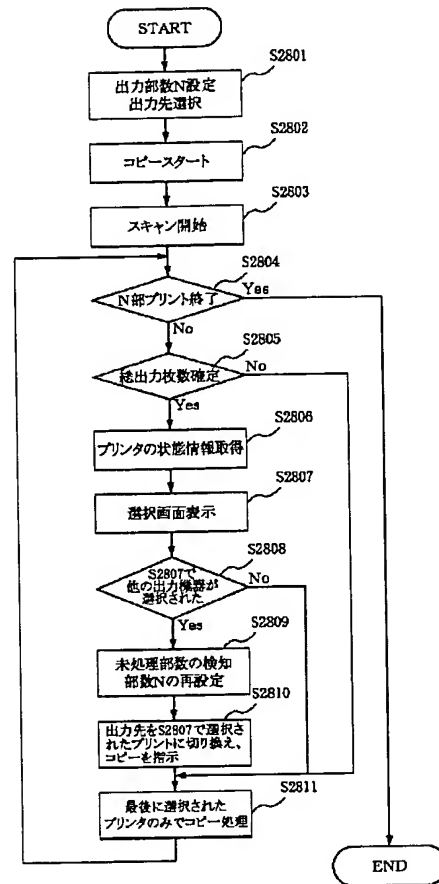 START
S2801
出力部数N設定
出力先選択
S2802
コピースタート
S2803
スキャン開始
S2804
N部プリント終了
Yes
No
S2805
総出力枚数確定
No
Yes
S2806
プリンタの状態情報取得
S2807
選択画面表示
S2808
S2807で
他の出力機器が
選択された
No
Yes
S2809
未処理部数の検知
部数Nの再設定
S2810
出力先をS2807で選択さ
れたプリントに切り換え、
コピーを指示
S2811
最後に選択された
プリンタのみでコピー処理
END